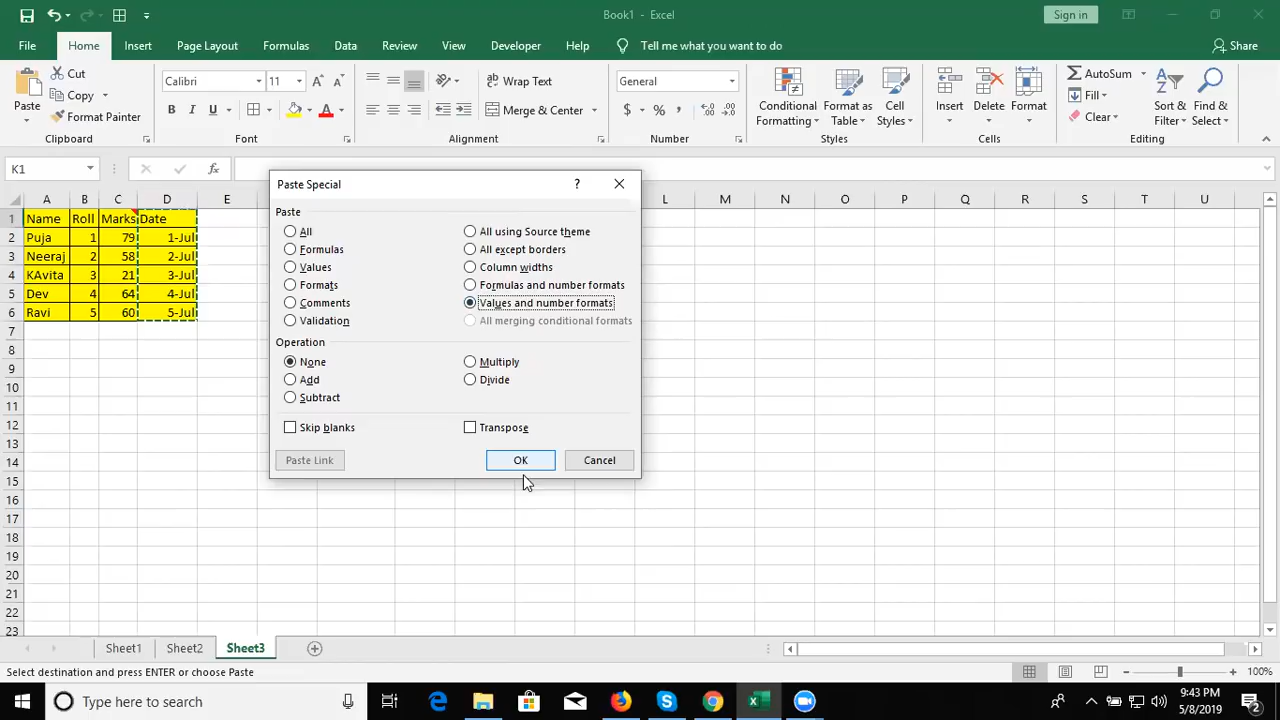 Book1 - Excel
Sign in
File Home Insert Page Layout Formulas Data Review View Developer Help Tell me what you want to do Share
Paste
Cut
Copy
Format Painter
Clipboard
Calibri 11
B I U
Font
Wrap Text
Merge & Center
Alignment
General
$ % ,
Number
Conditional Formatting
Format as Table
Cell Styles
Styles
Insert
Delete
Format
Cells
AutoSum
Fill
Clear
Sort & Filter
Find & Select
Editing
K1
fx
A B C D E L M N O P Q R S T U
1 Name Roll Marks Date
2 Puja 1 79 1-Jul
3 Neeraj 2 58 2-Jul
4 KAvita 3 21 3-Jul
5 Dev 4 64 4-Jul
6 Ravi 5 60 5-Jul
7
8
9
10
11
12
13
14
15
16
17
18
19
20
21
22
23
Paste Special
?
Paste
All
All using Source theme
Formulas
All except borders
Values
Column widths
Formats
Formulas and number formats
Comments
Values and number formats
Validation
All merging conditional formats
Operation
None
Multiply
Add
Divide
Subtract
Skip blanks
Transpose
Paste Link
OK
Cancel
Sheet1 Sheet2 Sheet3
Select destination and press ENTER or choose Paste
100%
Type here to search
9:43 PM
5/8/2019
2